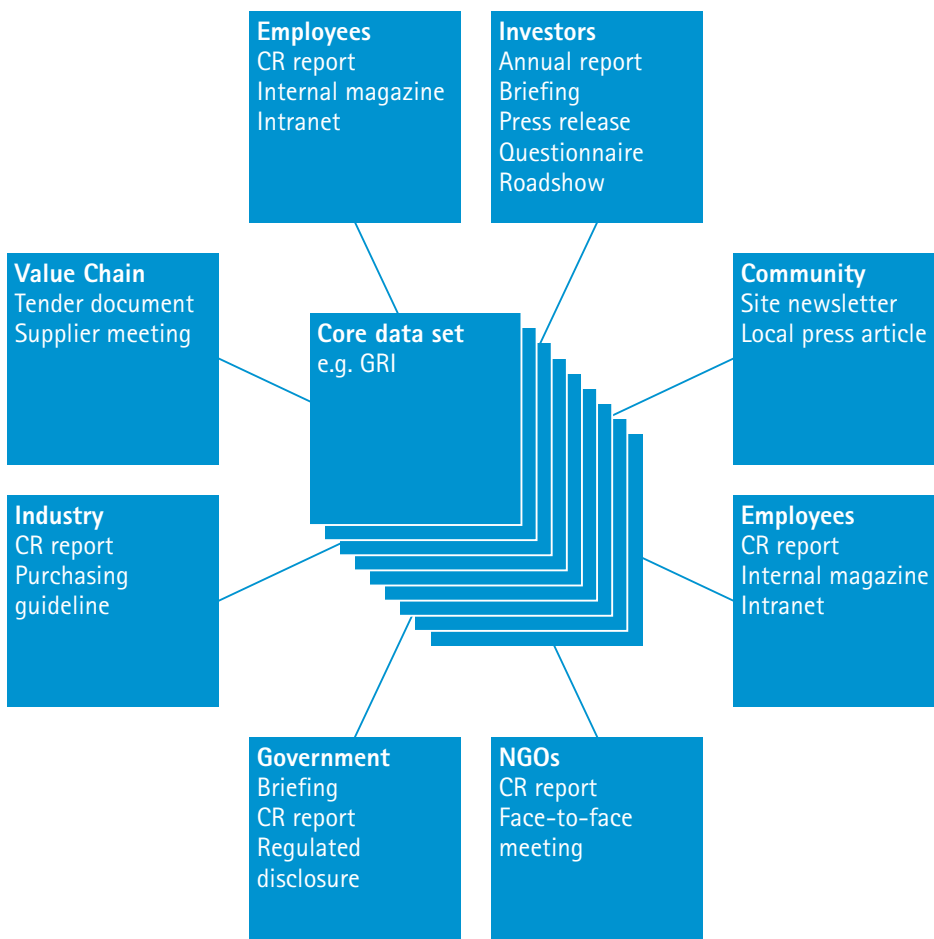 Employees
CR report
Internal magazine
Intranet
Investors
Annual report
Briefing
Press release
Questionnaire
Roadshow
Value Chain
Tender document
Supplier meeting
Core data set
e.g. GRI
Community
Site newsletter
Local press article
Industry
CR report
Purchasing
guideline
Employees
CR report
Internal magazine
Intranet
Government
Briefing
CR report
Regulated
disclosure
NGOs
CR report
Face-to-face
meeting